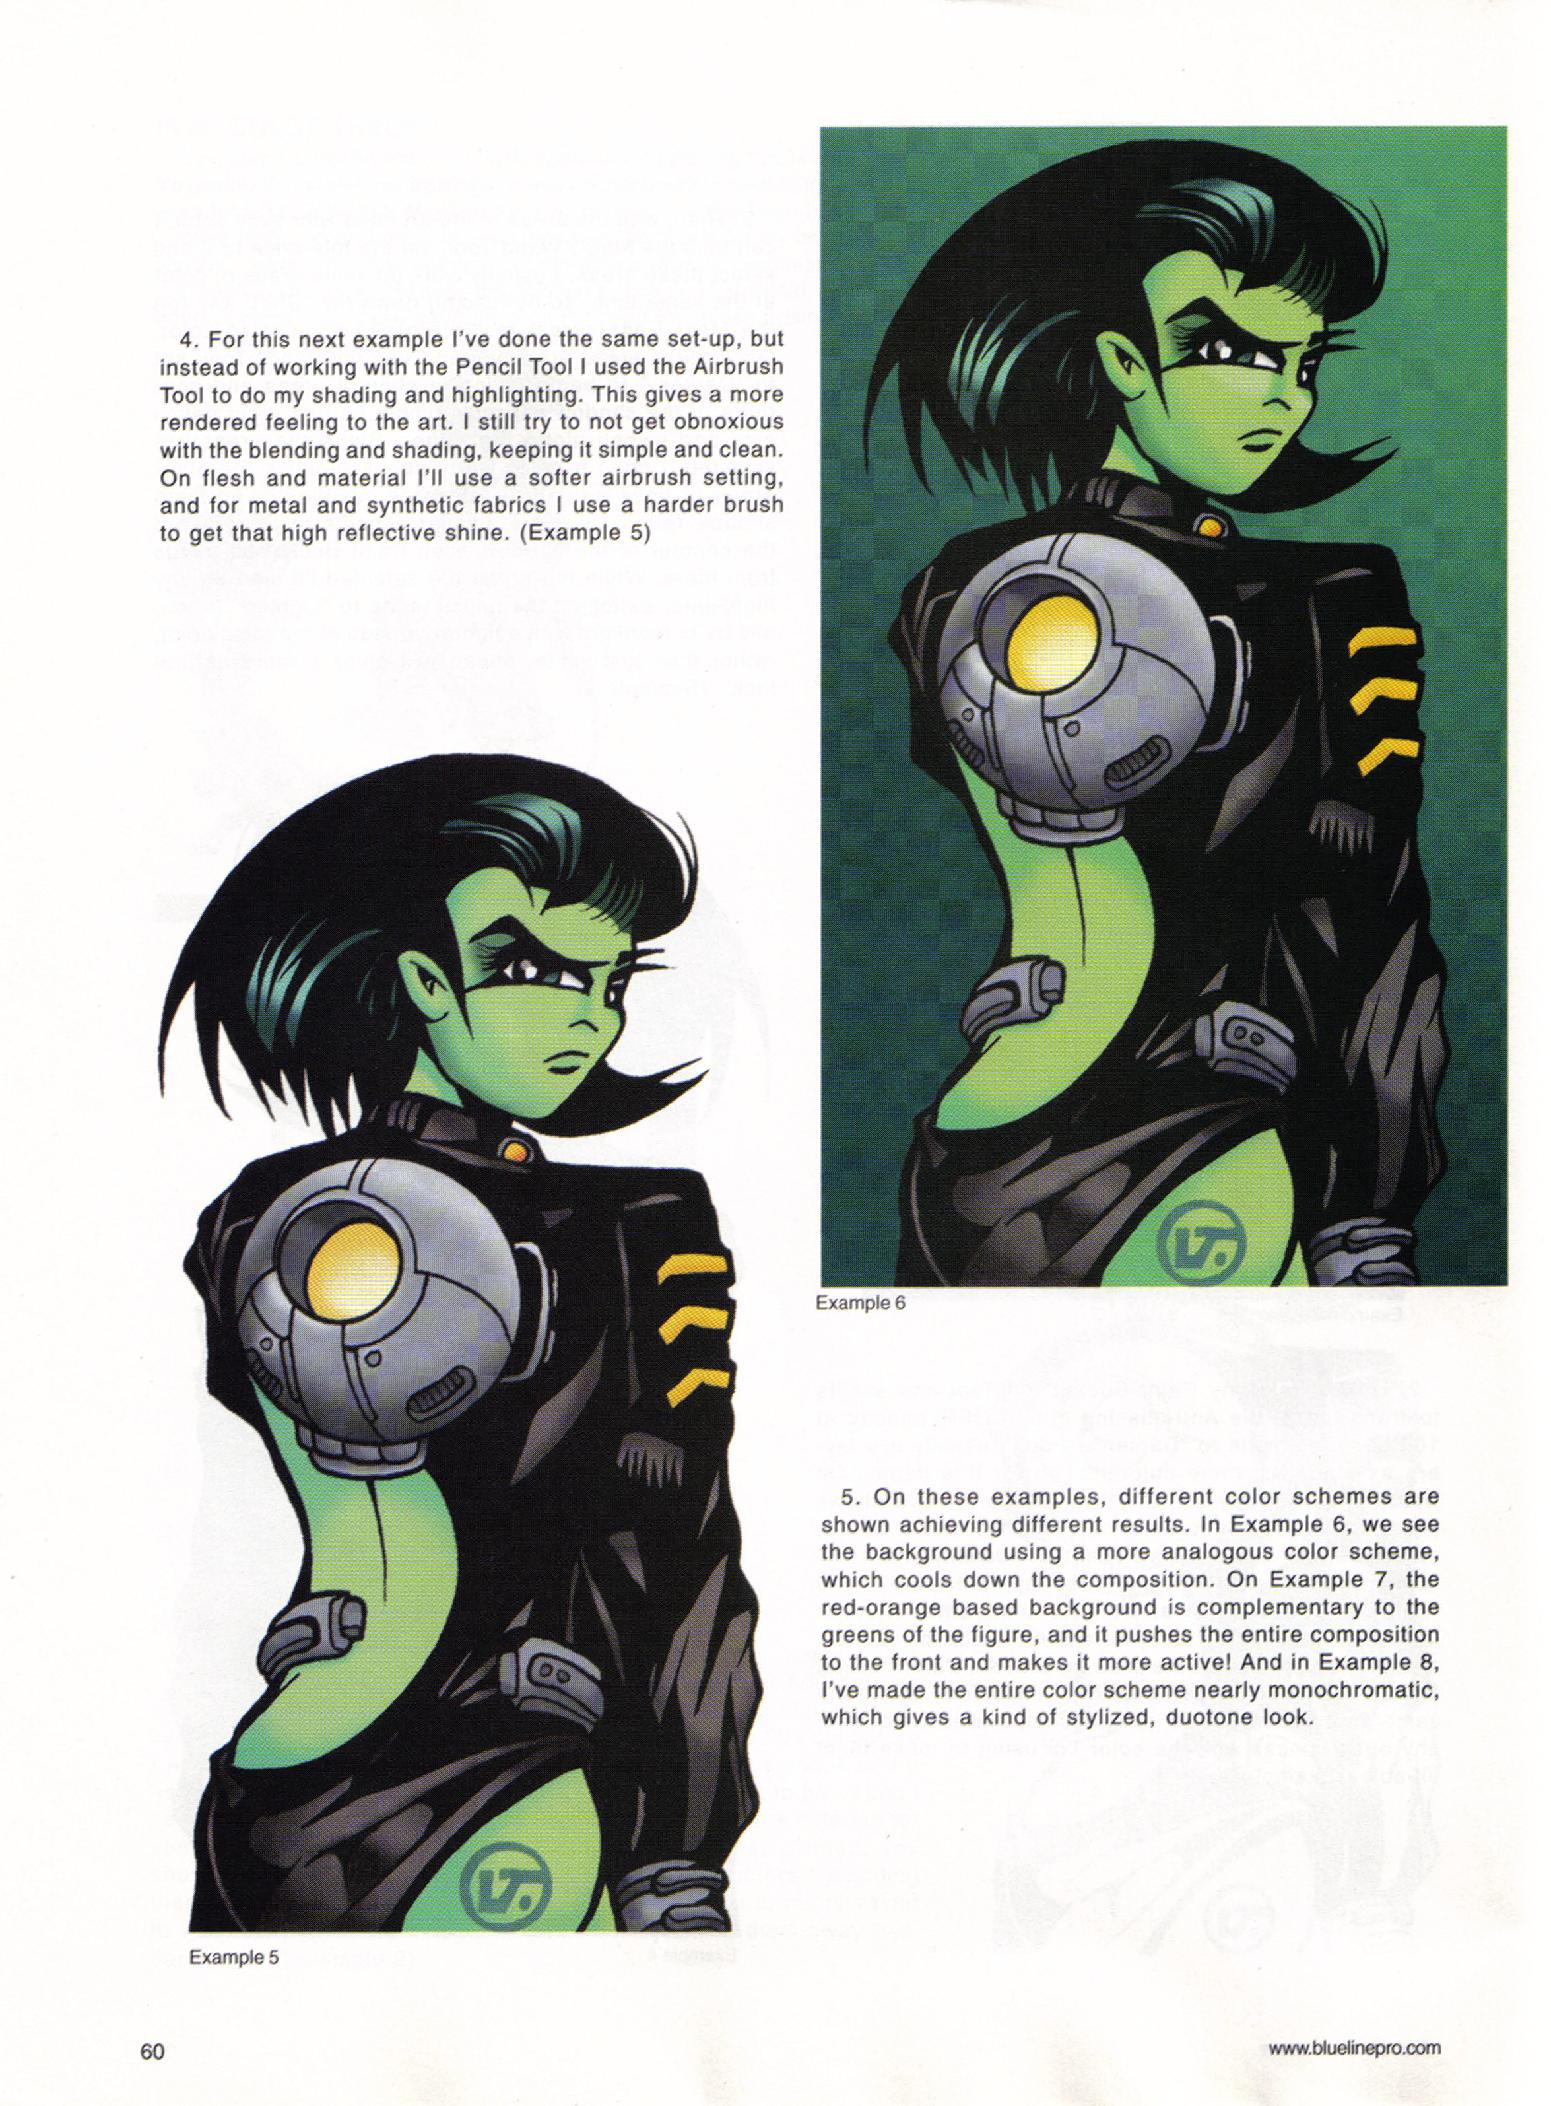 4. For this next example I've done the same set-up, but
instead of working with the Pencil Tool I used the Airbrush
Tool to do my shading and highlighting. This gives a more
rendered feeling to the art. I still try to not get obnoxious
with the blending and shading, keeping it simple and clean.
On flesh and material I'll use a softer airbrush setting,
and for metal and synthetic fabrics I use a harder brush
to get that high reflective shine. (Example 5)
LT.
Example 5
LT.
Example 6
5. On these examples, different color schemes are
shown achieving different results. In Example 6, we see
the background using a more analogous color scheme,
which cools down the composition. On Example 7, the
red-orange based background is complementary to the
greens of the figure, and it pushes the entire composition
to the front and makes it more active! And in Example 8,
I've made the entire color scheme nearly monochromatic,
which gives a kind of stylized, duotone look.
60
www.bluelinepro.com